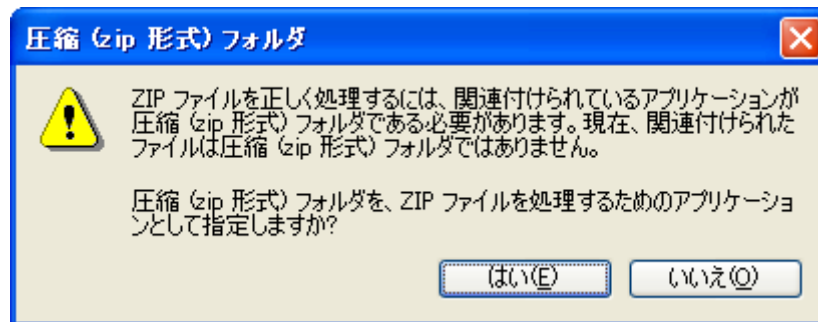 圧縮 (zip 形式) フォルダ
ZIP ファイルを正しく処理するには、関連付けられているアプリケーションが
圧縮 (zip 形式) フォルダである必要があります。現在、関連付けられた
ファイルは圧縮 (zip 形式) フォルダではありません。
圧縮 (zip 形式) フォルダを、ZIP ファイルを処理するためのアプリケーショ
ンとして指定しますか?
はい(E) いいえ(O)